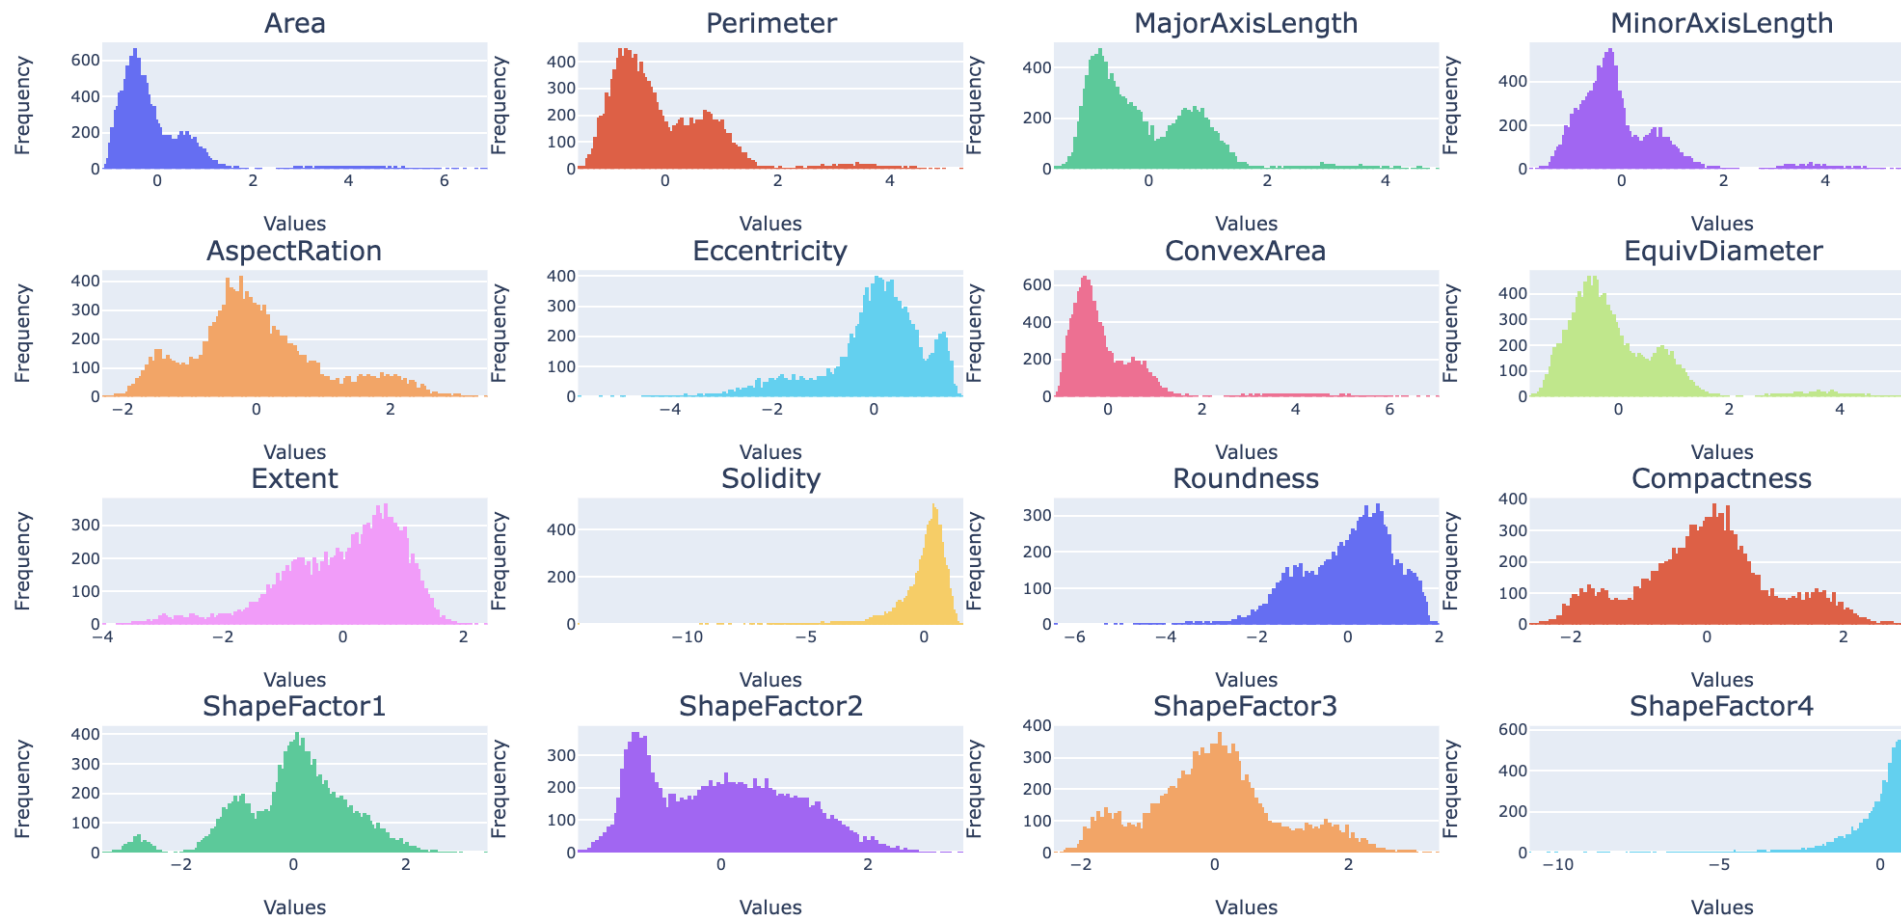 Area Perimeter MajorAxisLength MinorAxisLength
Frequency Frequency Frequency Frequency
600 400 400 400
400 300 200 200
200 200 0 0
0 100
0
0 2 4 6 0 2 4 0 2 4 0 2 4
Values Values Values Values
AspectRation Eccentricity ConvexArea EquivDiameter
Frequency Frequency Frequency Frequency
400 400 600 400
300 300 400 300
200 200 200 200
100 100 0 100
0 0 0
−2 0 2 −4 −2 0 0 2 4 6 0 2 4
Values Values Values Values
Extent Solidity Roundness Compactness
Frequency Frequency Frequency Frequency
300 400 300 400
200 200 200 300
100 0 100 200
0 0 100
0
−4 −2 0 2 −10 −5 0 −6 −4 −2 0 2 −2 0 2
Values Values Values Values
ShapeFactor1 ShapeFactor2 ShapeFactor3 ShapeFactor4
Frequency Frequency Frequency Frequency
400 300 400 600
300 200 300 400
200 100 200 200
100 0 100 0
0 0
−2 0 2 0 2 −2 0 2 −10 −5 0
Values Values Values Values